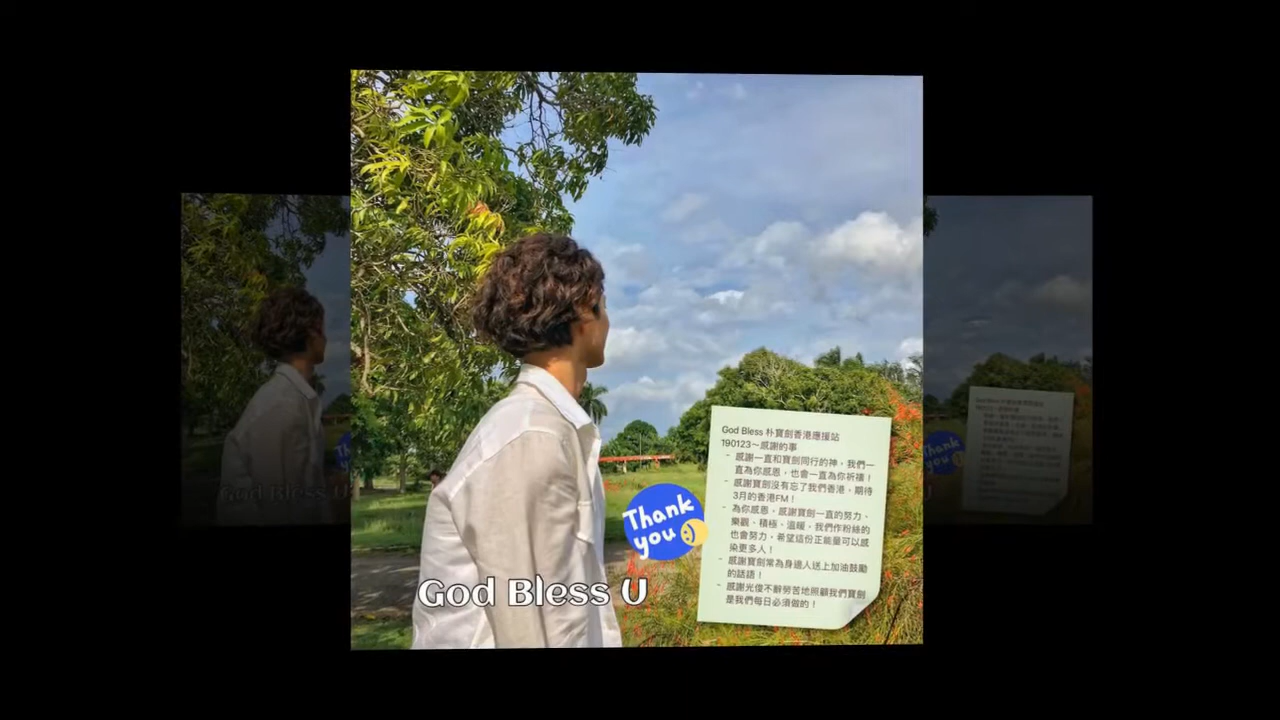 God Bless 朴寶劍香港應援站
190123～感謝的事
- 感謝一直和寶劍同行的神，我們一
直為你感恩，也會一直為你祈禱！
- 感謝寶劍沒有忘了我們香港，期待
3月的香港FM！
- 為你感恩，感謝寶劍一直的努力、
樂觀、積極、溫暖，我們作粉絲的
也會努力，希望這份正能量可以感
染更多人！
- 感謝寶劍常為身邊人送上加油鼓勵
的話語！
- 感謝光俊不辭勞苦地照顧我們寶劍
是我們每日必須做的！
Thank
you
God Bless U